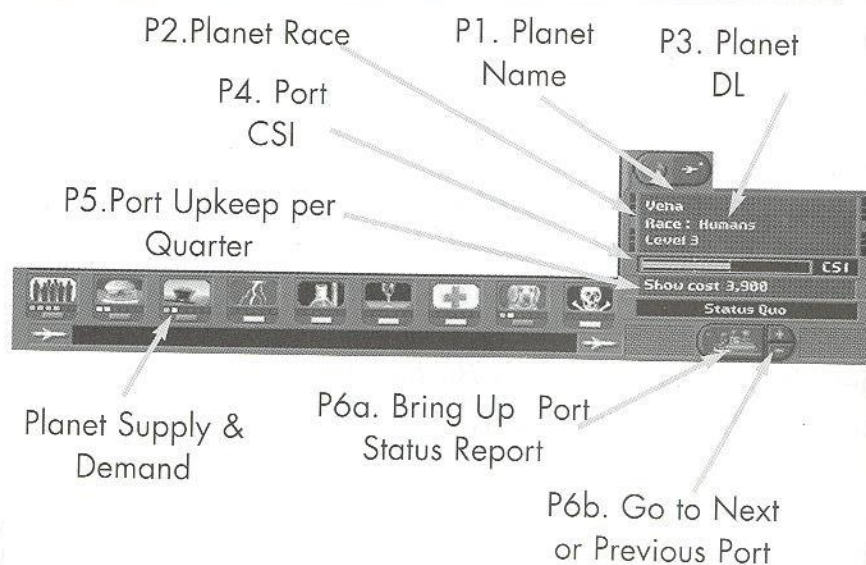 P2.Planet Race
P1. Planet
Name
P3. Planet
DL
P4. Port
CSI
P5.Port Upkeep per
Quarter
Vena
Race : Humans
Level 3
CSI
Show cost 3,900
Status Quo
Planet Supply &
Demand
P6a. Bring Up Port
Status Report
P6b. Go to Next
or Previous Port